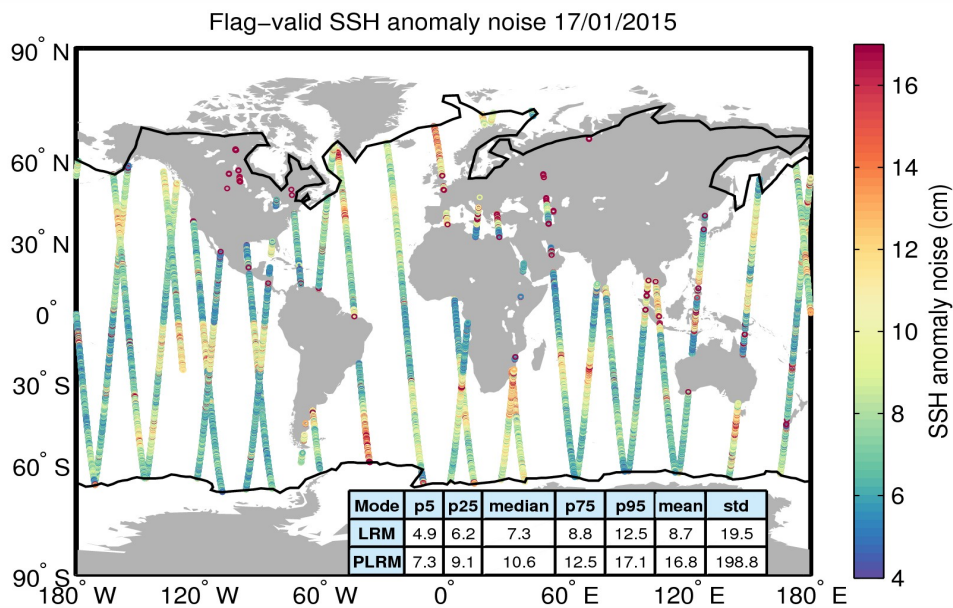 Flag−valid SSH anomaly noise 17/01/2015
90° N
60° N
30° N
0°
30° S
60° S
90° S
180° W
120° W
60° W
0°
60° E
120° E
180° E
16
14
12
10
8
6
4
SSH anomaly noise (cm)
Mode p5 p25 median p75 p95 mean std
LRM 4.9 6.2 7.3 8.8 12.5 8.7 19.5
PLRM 7.3 9.1 10.6 12.5 17.1 16.8 198.8